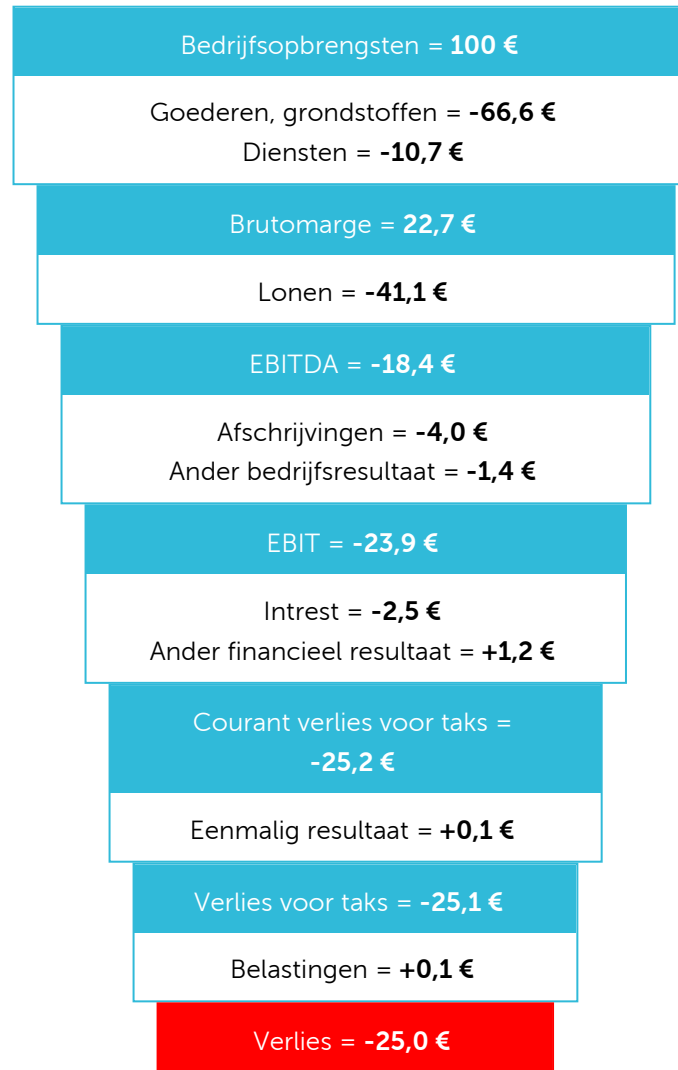 Bedrijfsopbrengsten = 100 €
Goederen, grondstoffen = -66,6 €
Diensten = -10,7 €
Brutomarge = 22,7 €
Lonen = -41,1 €
EBITDA = -18,4 €
Afschrijvingen = -4,0 €
Ander bedrijfsresultaat = -1,4 €
EBIT = -23,9 €
Intrest = -2,5 €
Ander financieel resultaat = +1,2 €
Courant verlies voor taks =
-25,2 €
Eenmalig resultaat = +0,1 €
Verlies voor taks = -25,1 €
Belastingen = +0,1 €
Verlies = -25,0 €